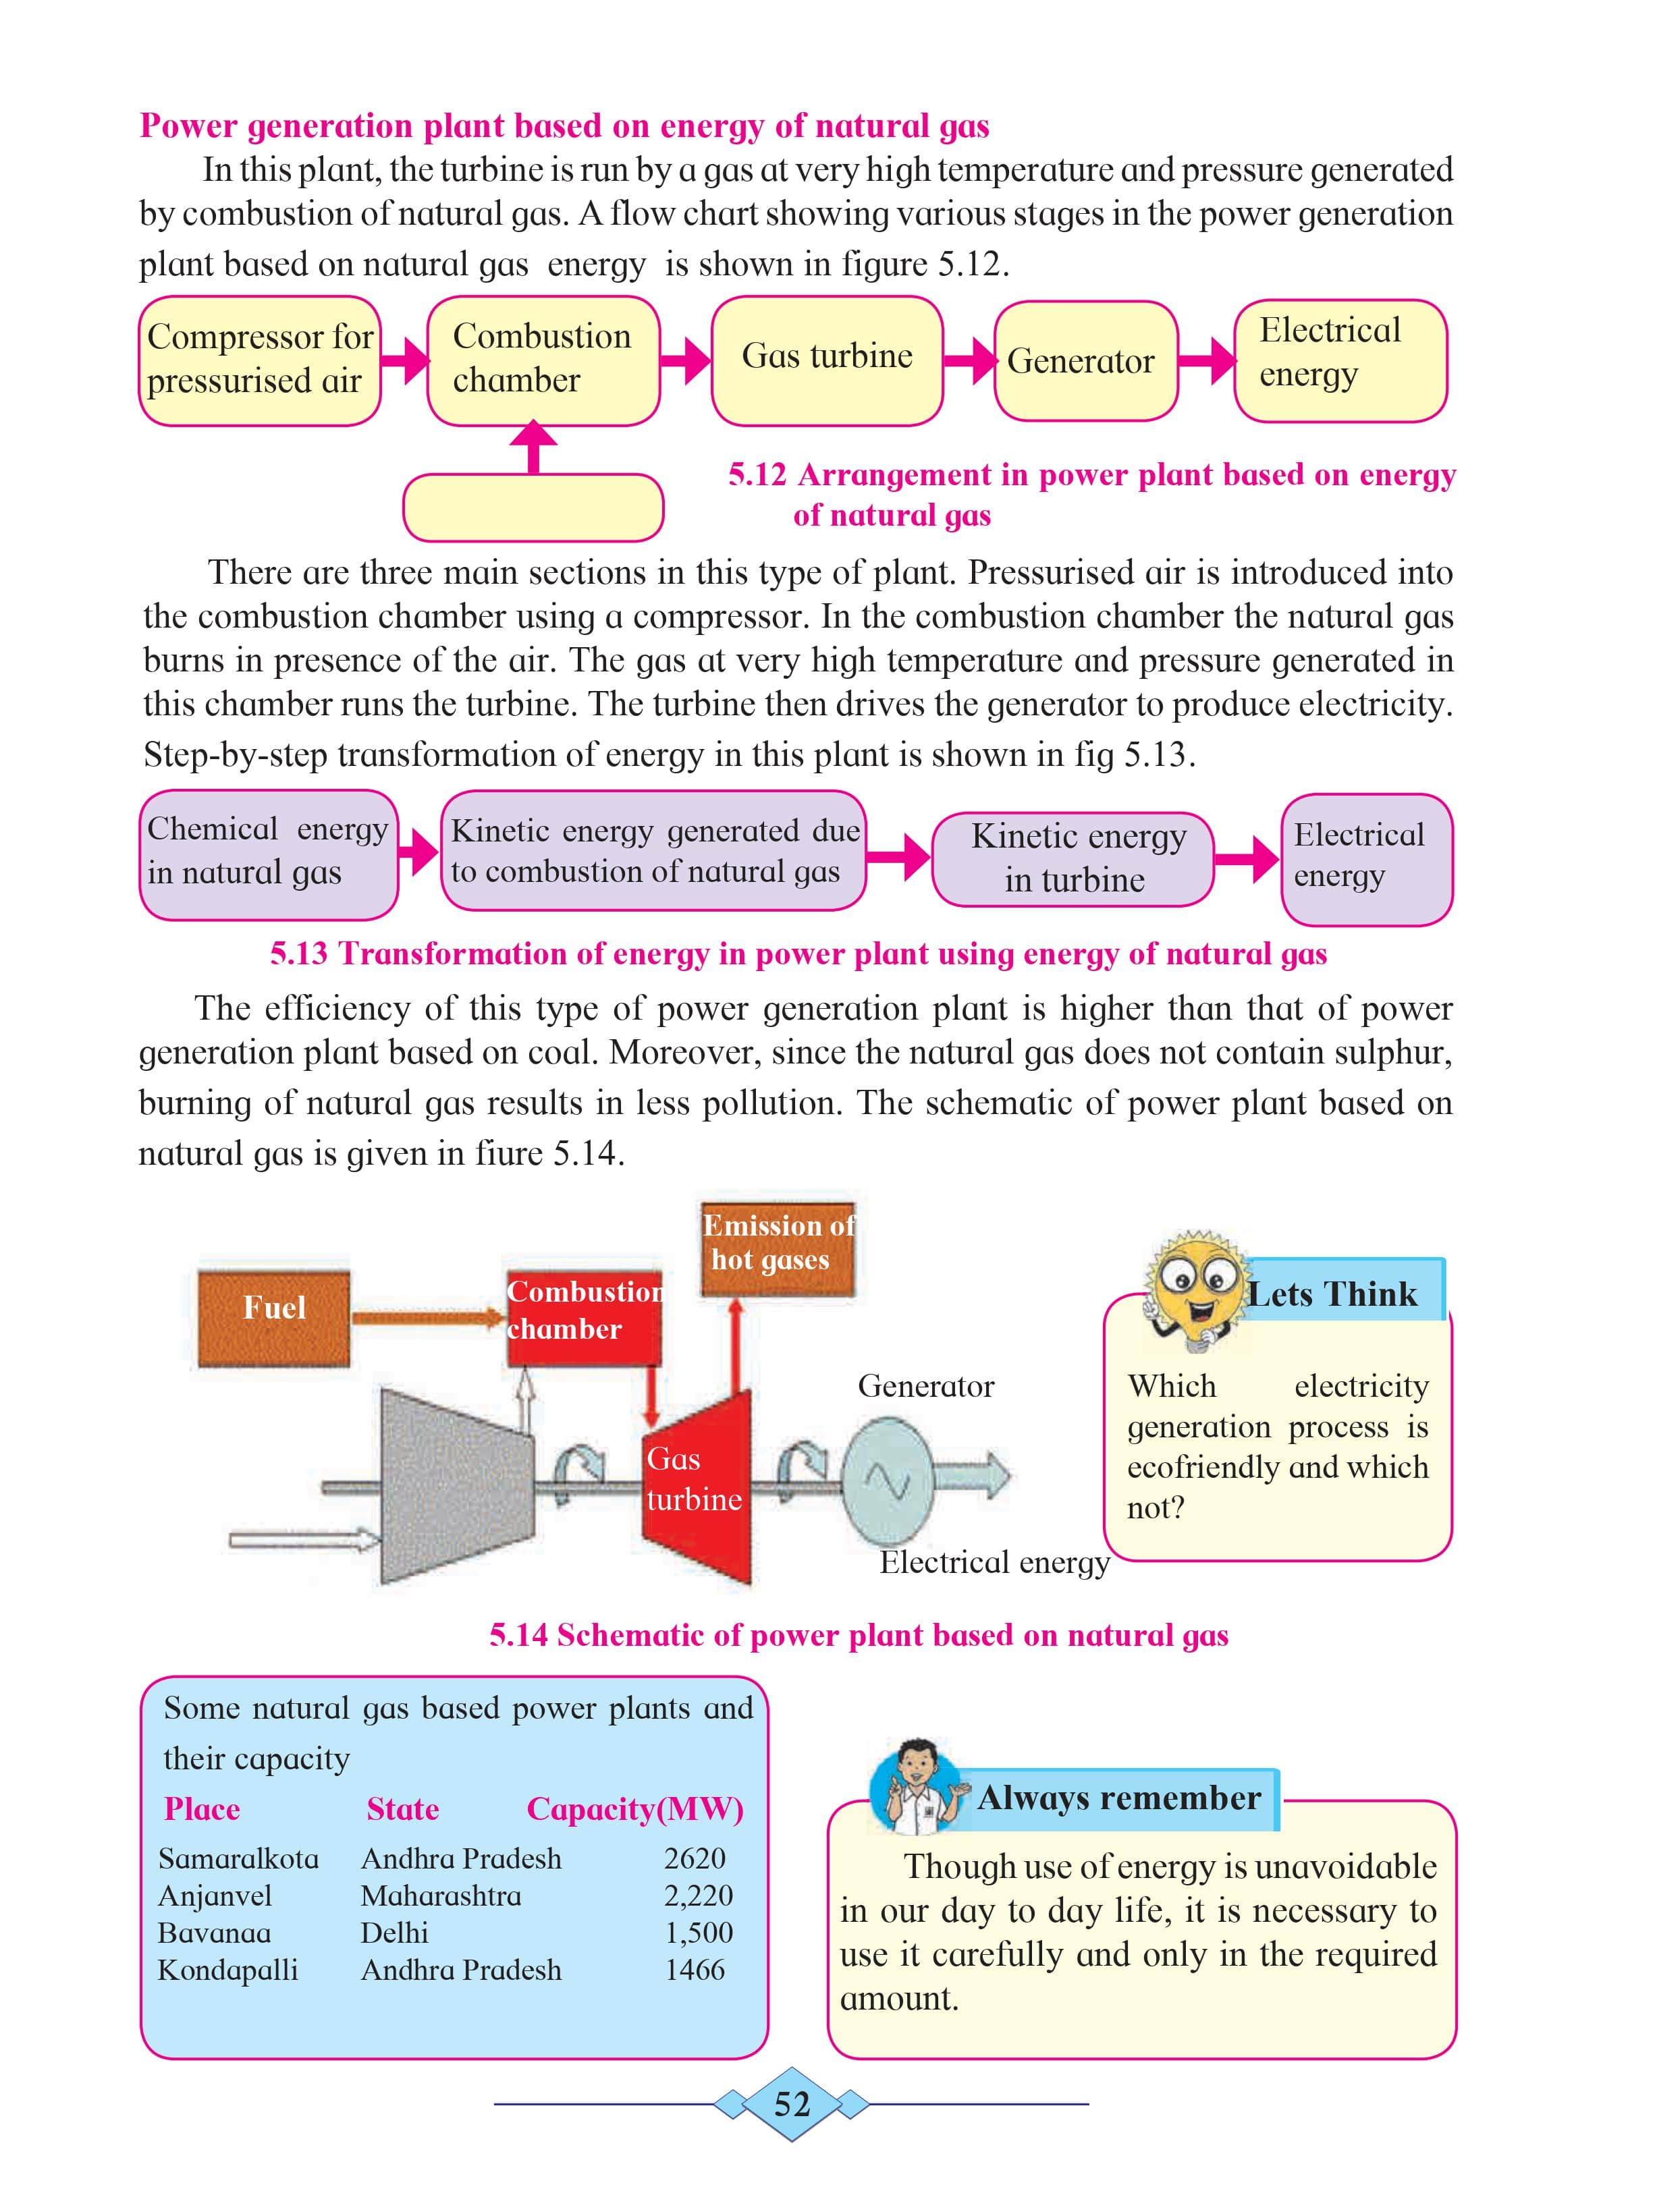 Power generation plant based on energy of natural gas
In this plant, the turbine is run by a gas at very high temperature and pressure generated
by combustion of natural gas. A flow chart showing various stages in the power generation
plant based on natural gas energy is shown in figure 5.12.
Compressor for
pressurised air
Combustion
chamber
Gas turbine
Generator
Electrical
energy
5.12 Arrangement in power plant based on energy
of natural gas
There are three main sections in this type of plant. Pressurised air is introduced into
the combustion chamber using a compressor. In the combustion chamber the natural gas
burns in presence of the air. The gas at very high temperature and pressure generated in
this chamber runs the turbine. The turbine then drives the generator to produce electricity.
Step-by-step transformation of energy in this plant is shown in fig 5.13.
Chemical energy
in natural gas
Kinetic energy generated due
to combustion of natural gas
Kinetic energy
in turbine
Electrical
energy
5.13 Transformation of energy in power plant using energy of natural gas
The efficiency of this type of power generation plant is higher than that of power
generation plant based on coal. Moreover, since the natural gas does not contain sulphur,
burning of natural gas results in less pollution. The schematic of power plant based on
natural gas is given in fiure 5.14.
Emission of
hot gases
Fuel
Combustion
chamber
Gas
turbine
Generator
Electrical energy
Lets Think
Which electricity
generation process is
ecofriendly and which
not?
5.14 Schematic of power plant based on natural gas
Some natural gas based power plants and
their capacity
Place State Capacity(MW)
Samaralkota Andhra Pradesh 2620
Anjanvel Maharashtra 2,220
Bavanaa Delhi 1,500
Kondapalli Andhra Pradesh 1466
Always remember
Though use of energy is unavoidable
in our day to day life, it is necessary to
use it carefully and only in the required
amount.
52